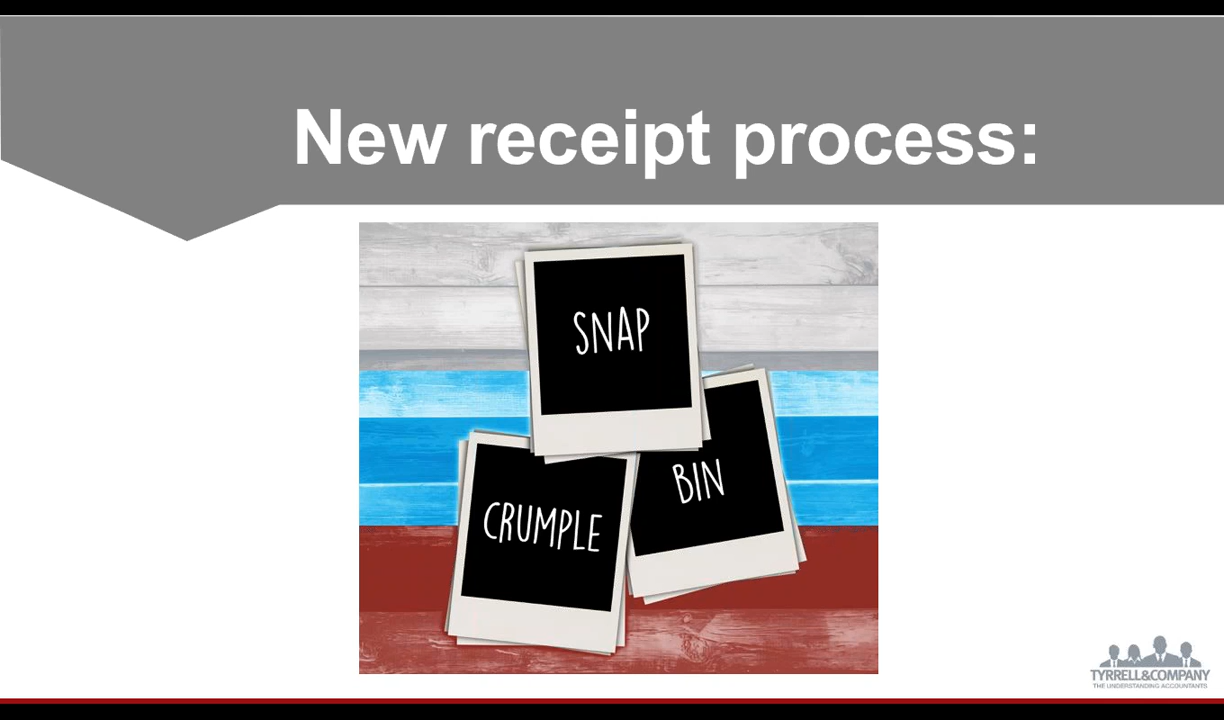 New receipt process:
SNAP
CRUMPLE
BIN
TYRRELL&COMPANY
THE UNDERSTANDING ACCOUNTANTS